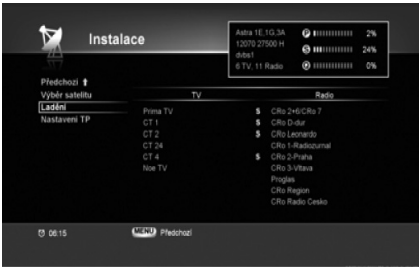 Instalace
Astra 1E,1G,3A
12070 27500 H
dvbs1
6 TV, 11 Radio
P 2%
S 24%
Q 0%
Předchozí
Výběr satelitu
Ladění
Nastavení TP
TV
Prima TV
CT 1
CT 2
CT 24
CT 4
Noe TV
Radio
$ CRo 2+6/CRo 7
CRo D-dur
$ CRo Leonardo
CRo 1-Radiozurnal
$ CRo 2-Praha
CRo 3-Vltava
Proglas
CRo Region
CRo Radio Cesko
06:15
MENU Předchozí